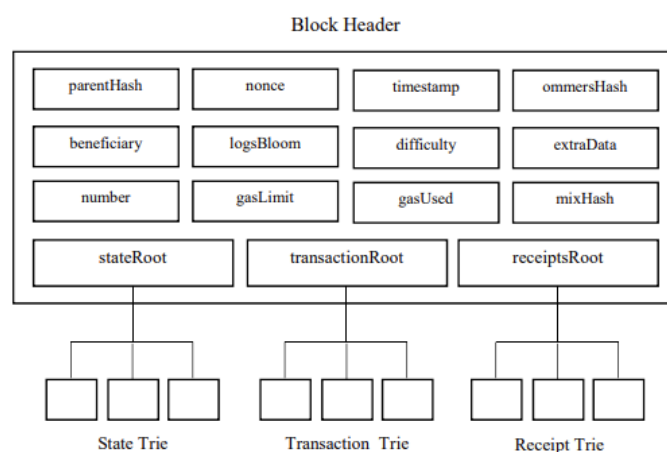 Block Header
parentHash nonce timestamp ommersHash
beneficiary logsBloom difficulty extraData
number gasLimit gasUsed mixHash
stateRoot transactionRoot receiptsRoot
State Trie Transaction Trie Receipt Trie